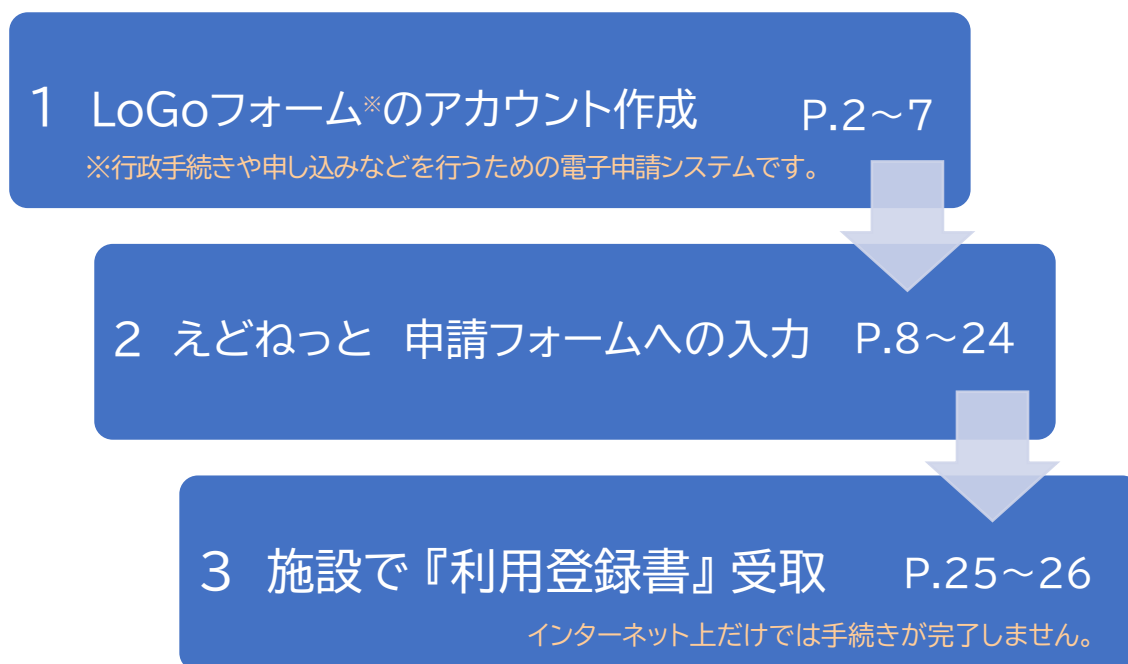 1 LoGoフォーム※のアカウント作成 P.2～7
※行政手続きや申し込みなどを行うための電子申請システムです。
2 えどねっと 申請フォームへの入力 P.8～24
3 施設で『利用登録書』受取 P.25～26
インターネット上だけでは手続きが完了しません。